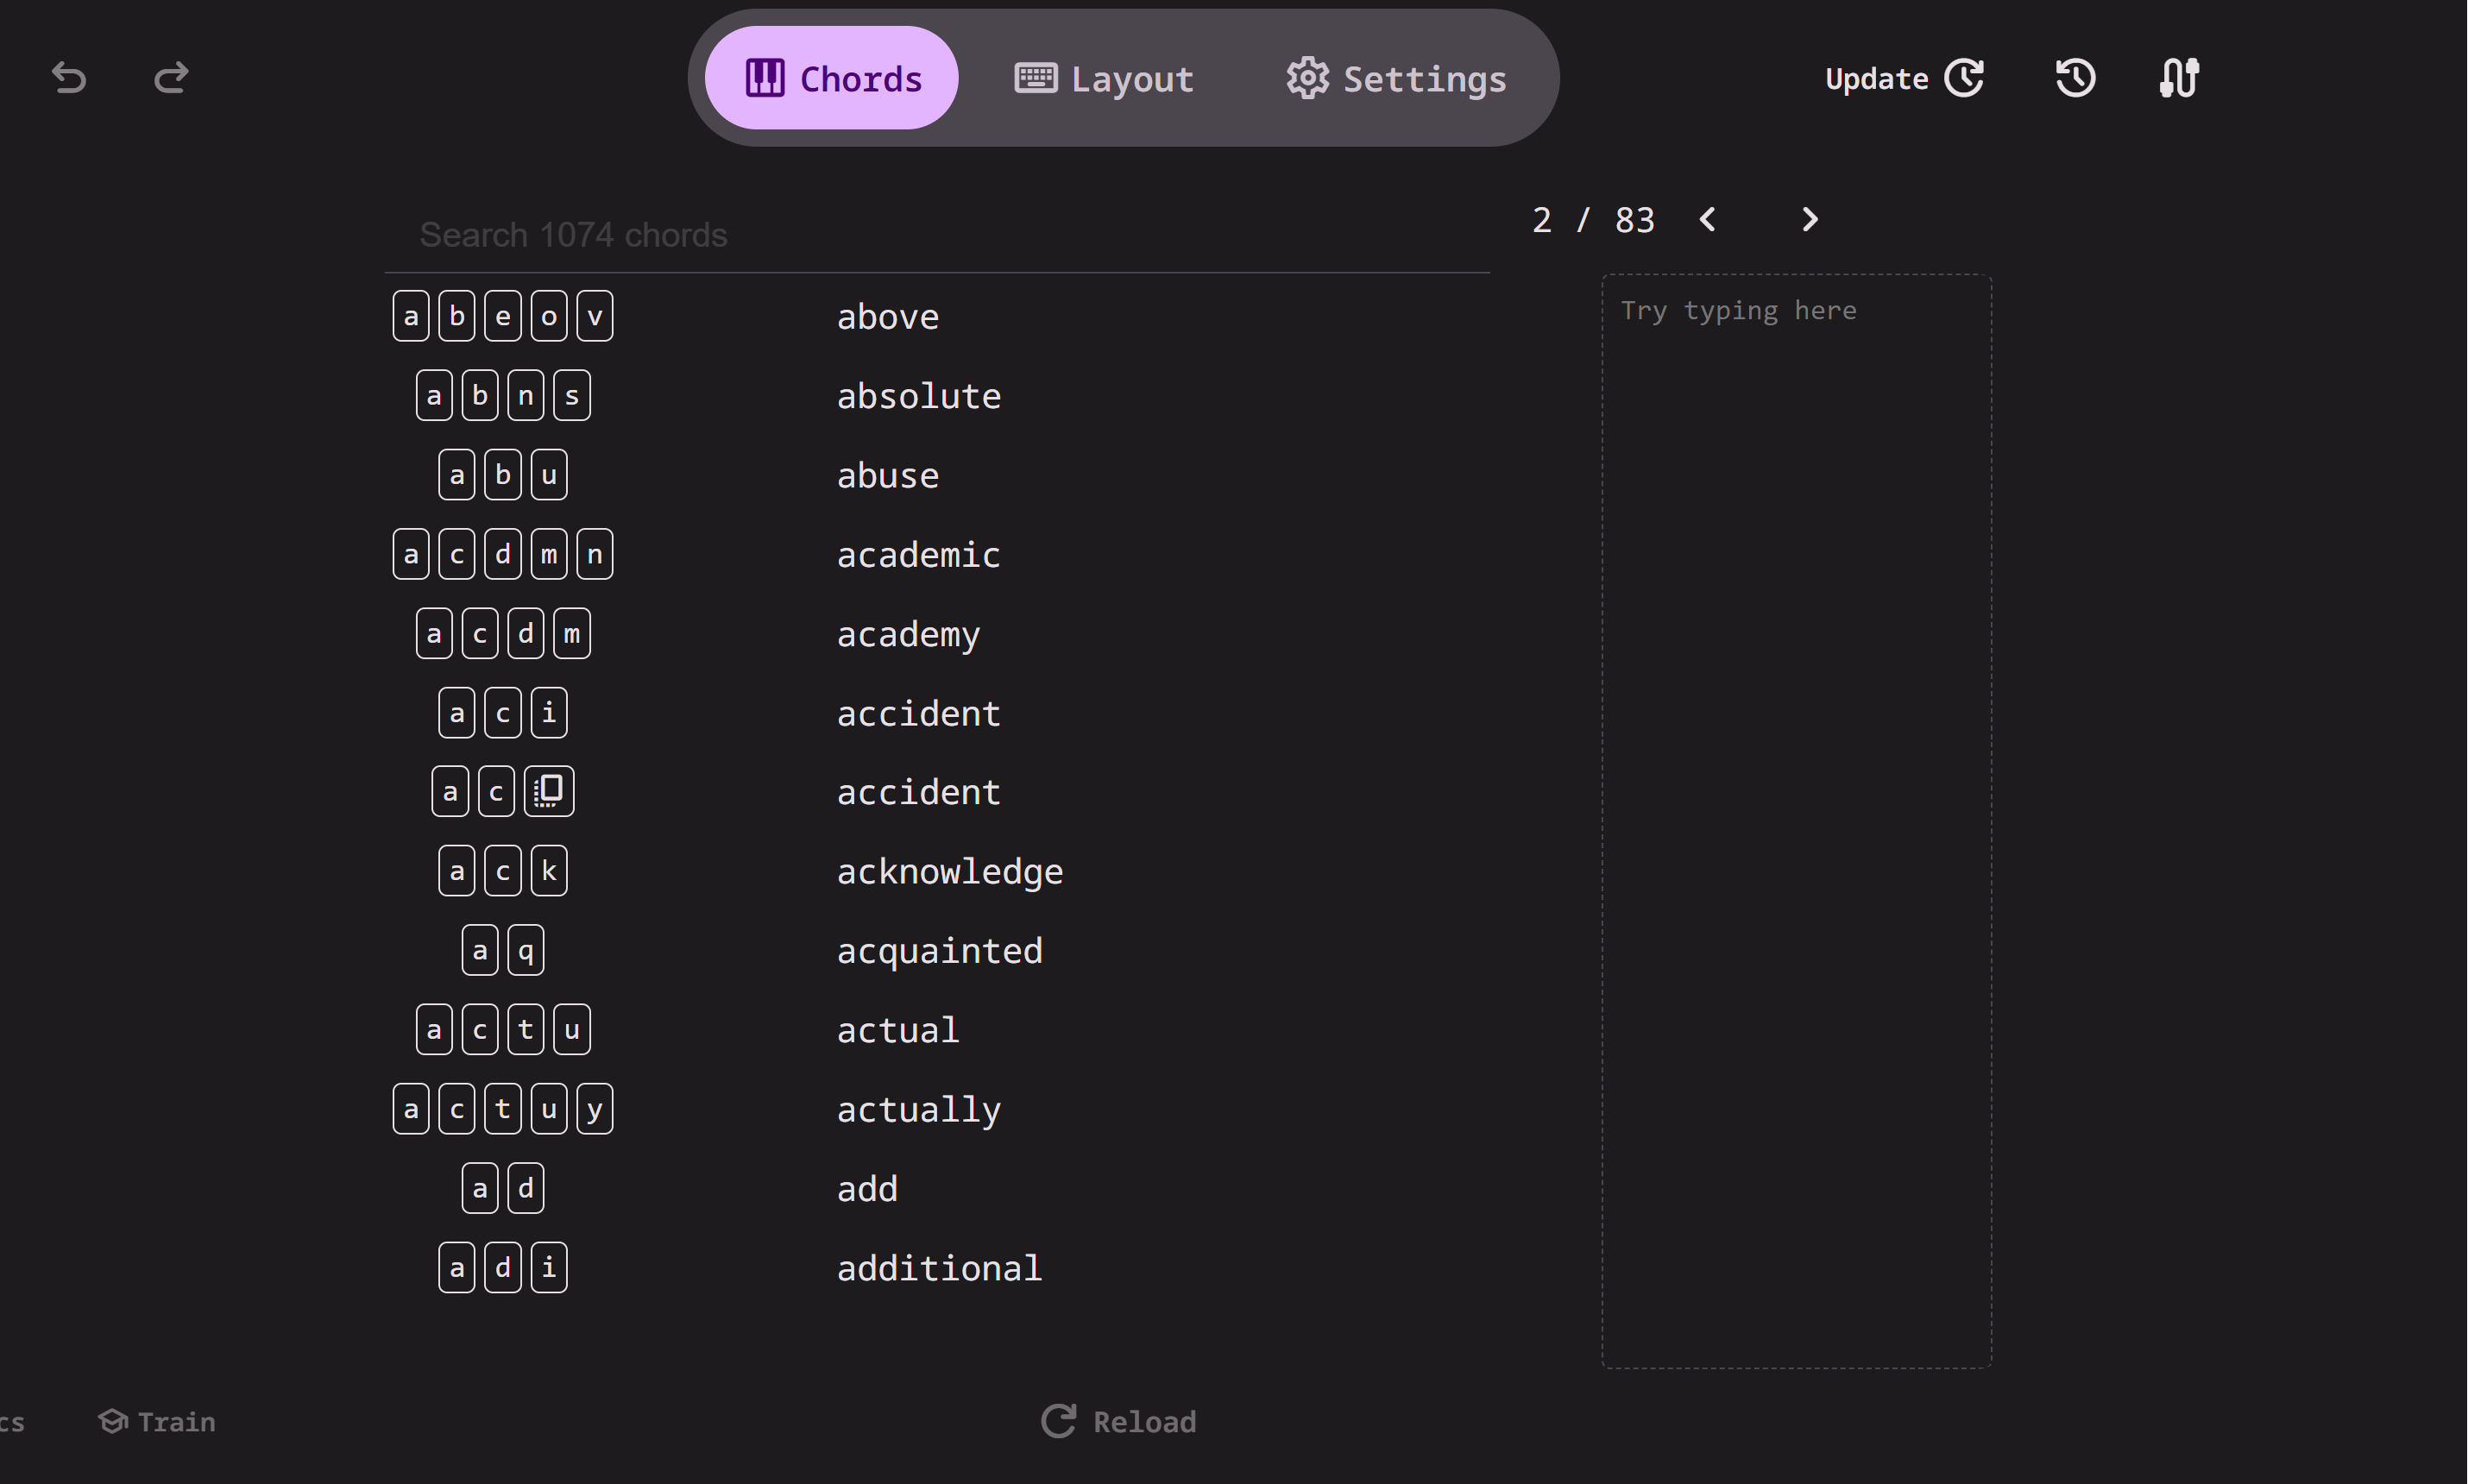 Chords Layout Settings Update
Search 1074 chords 2 / 83
Try typing here
a b e o v above
a b n s absolute
a b u abuse
a c d m n academic
a c d m academy
a c i accident
a c accident
a c k acknowledge
a q acquainted
a c t u actual
a c t u y actually
a d add
a d i additional
cs Train Reload